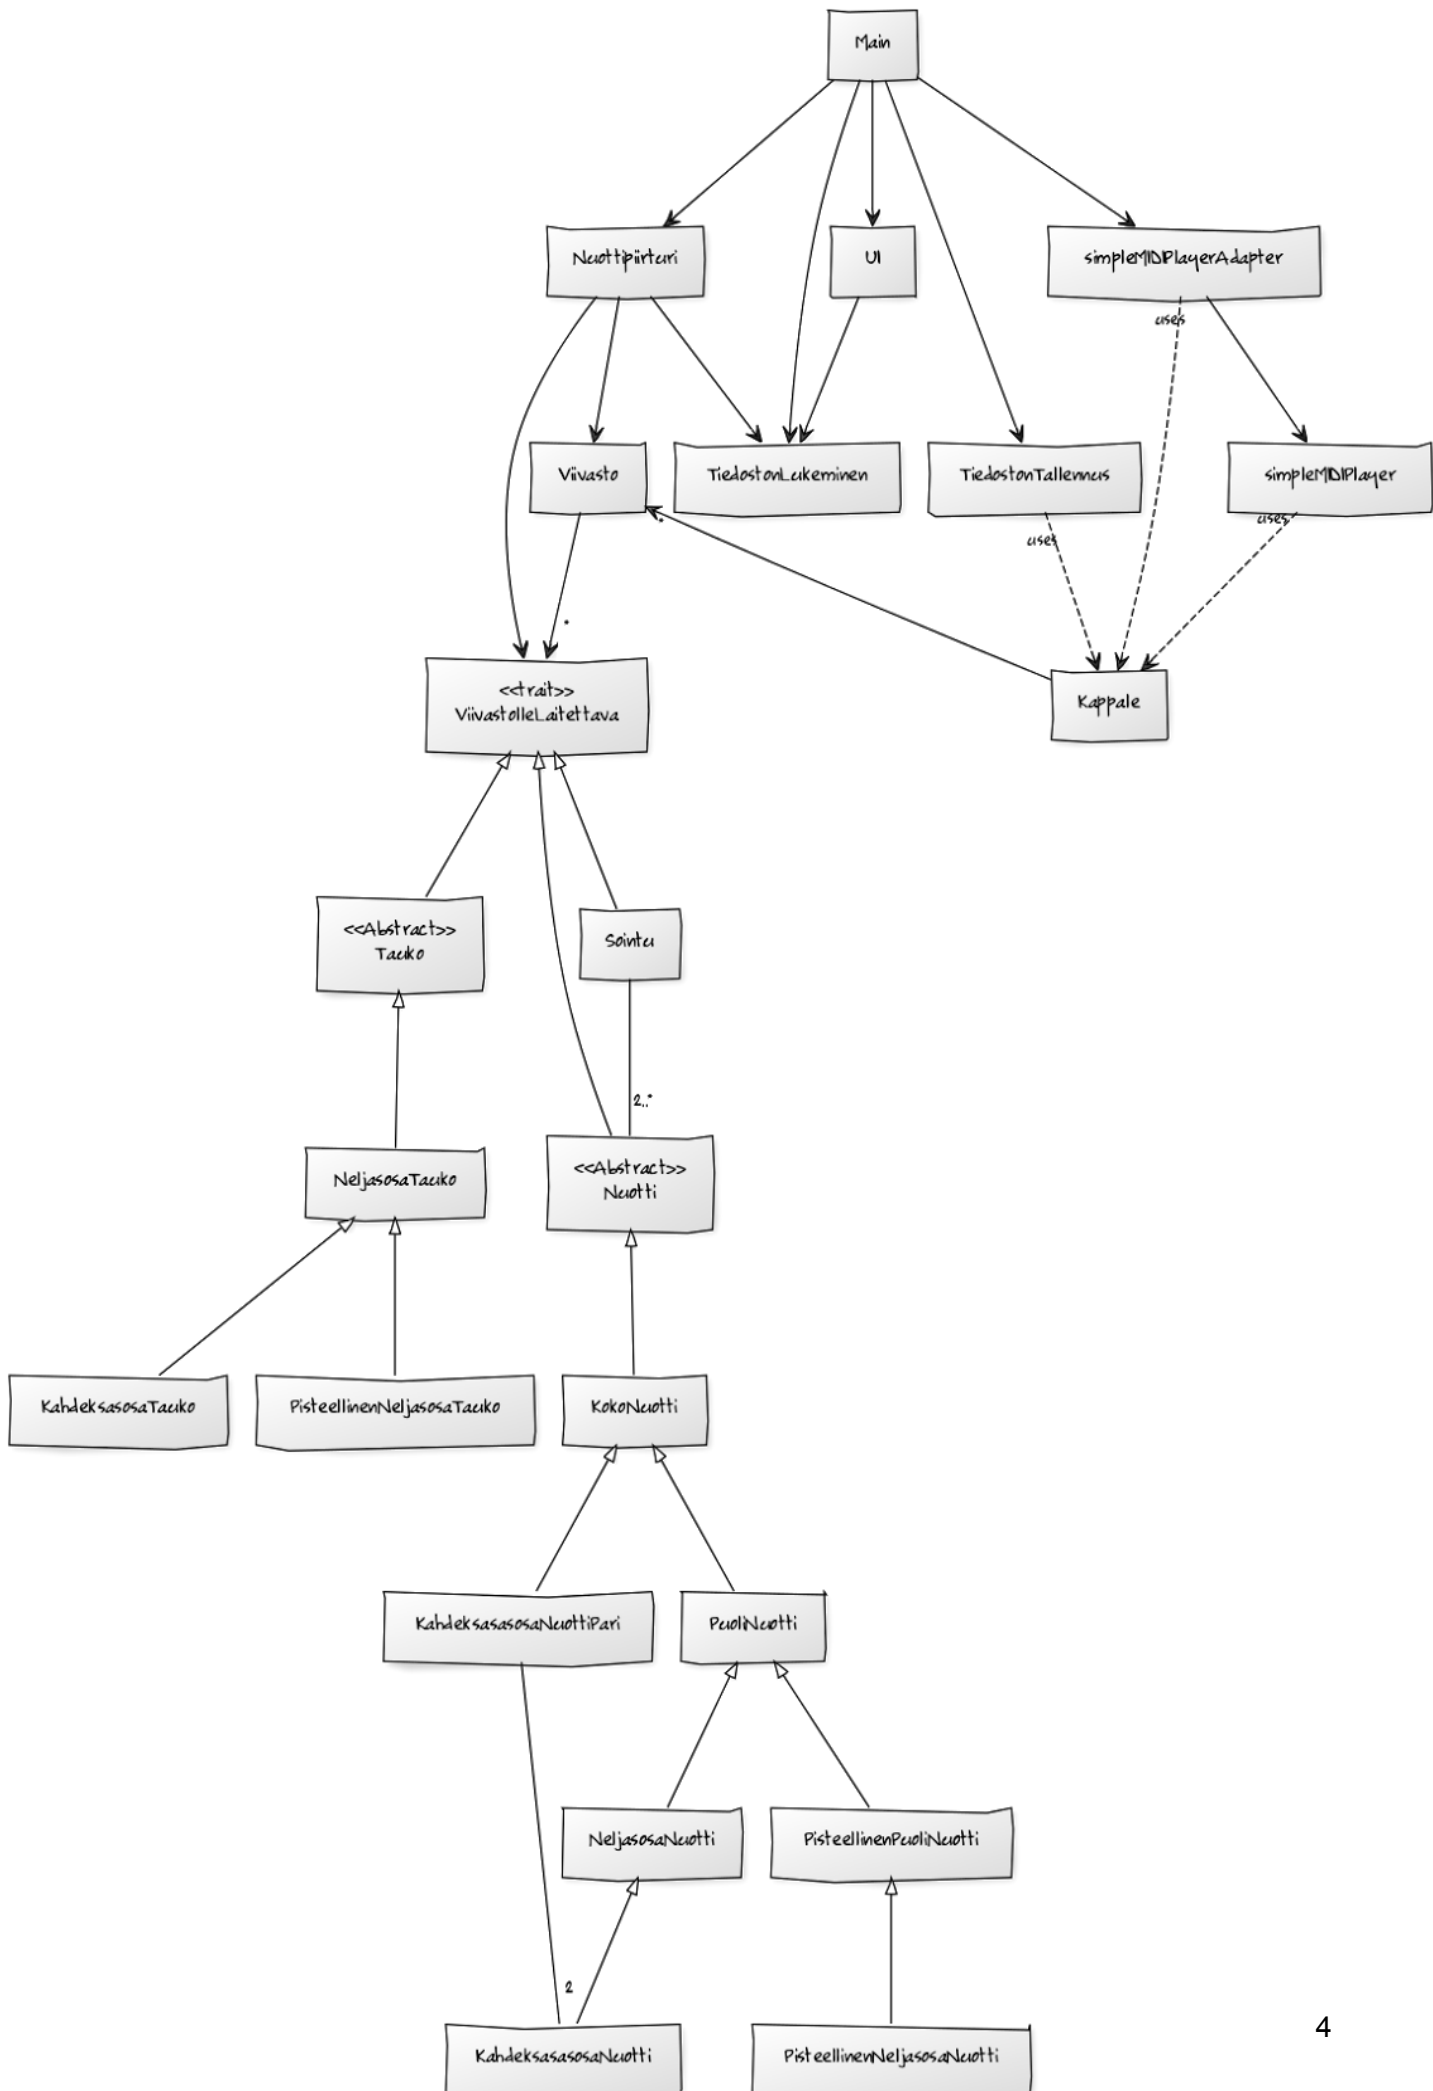 Main
Nuottipiirturi
UI
simpleMIDIPlayerAdapter
uses
Viivasto
TiedostonLukeminen
TiedostonTallennus
simpleMIDIPlayer
*
uses
uses
*
<<trait>>
ViivastolleLaitettava
Kappale
<<Abstract>>
Tauko
Sointu
2..*
NeljasosaTauko
<<Abstract>>
Nuotti
KahdeksasosaTauko
PisteellinenNeljasosaTauko
KokoNuotti
KahdeksasasosaNuottiPari
PuoliNuotti
NeljasosaNuotti
PisteellinenPuoliNuotti
2
KahdeksasasosaNuotti
PisteellinenNeljasosaNuotti
4